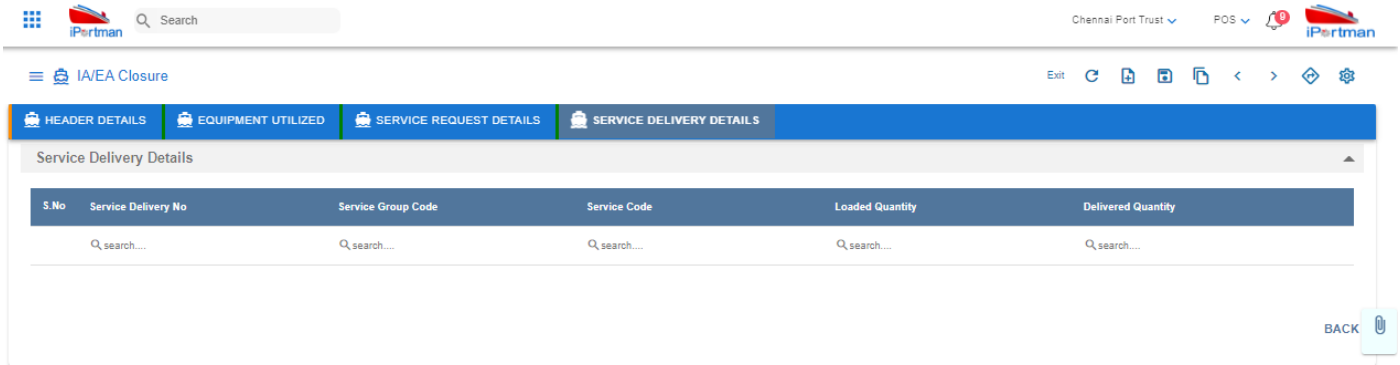 iPortman
Search
Chennai Port Trust
POS
9
iPortman
IA/EA Closure
Exit
HEADER DETAILS
EQUIPMENT UTILIZED
SERVICE REQUEST DETAILS
SERVICE DELIVERY DETAILS
Service Delivery Details
S.No Service Delivery No Service Group Code Service Code Loaded Quantity Delivered Quantity
search.... search.... search.... search.... search....
BACK